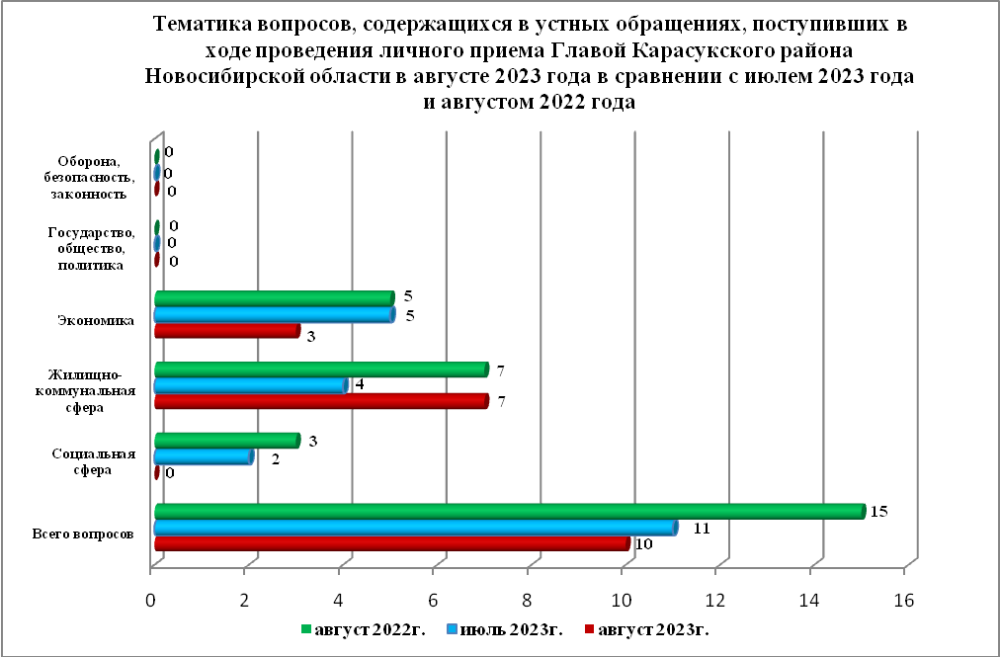 Тематика вопросов, содержащихся в устных обращениях, поступивших в
ходе проведения личного приема Главой Карасукского района
Новосибирской области в августе 2023 года в сравнении с июлем 2023 года
и августом 2022 года
Оборона,
безопасность,
законность
0
0
0
Государство,
общество,
политика
0
0
0
Экономика
5
5
3
Жилищно-
коммунальная
сфера
7
4
7
Социальная
сфера
3
2
0
Всего вопросов
15
11
10
0 2 4 6 8 10 12 14 16
август 2022г. июль 2023г. август 2023г.